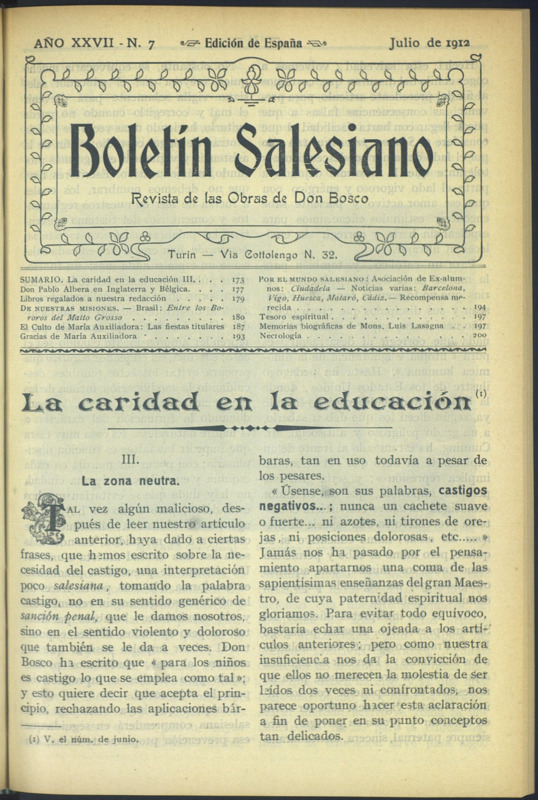 AÑO XXVII - N. 7
Edición de España
Julio de 1912
Boletín Salesiano
Revista de las Obras de Don Bosco
Turín — Via Cottolengo N. 32.
SUMARIO. La caridad en la educación III. . . . . 173
Don Pablo Albera en Inglaterra y Bélgica. . . . 177
Libros regalados a nuestra redacción . . . . 179
DE NUESTRAS MISIONES. — Brasil: Entre los Bo-
roros del Matto Grosso . . . . . . . . 180
El Culto de María Auxiliadora: Las fiestas titulares 187
Gracias de María Auxiliadora . . . . . . . 193
POR EL MUNDO SALESIANO: Asociación de Ex-alum-
nos: Ciudadela — Noticias varias: Barcelona,
Vigo, Huesca, Mataró, Cádiz. — Recompensa me-
recida . . . . . . . . . . . . 194
Tesoro espiritual . . . . . . . . . . 197
Memorias biográficas de Mons. Luis Lasagna . . 197
Necrología . . . . . . . . . . . . 200
La caridad en la educación (1)
III.
La zona neutra.
TAL vez algún malicioso, des-
pués de leer nuestro artículo
anterior, haya dado a ciertas
frases, que hemos escrito sobre la ne-
cesidad del castigo, una interpretación
poco salesiana, tomando la palabra
castigo, no en su sentido genérico de
sanción penal, que le damos nosotros,
sino en el sentido violento y doloroso
que también se le da a veces. Don
Bosco ha escrito que « para los niños
es castigo lo que se emplea como tal »;
y esto quiere decir que acepta el prin-
cipio, rechazando las aplicaciones bár-
(1) V. el núm. de junio.
baras, tan en uso todavía a pesar de
los pesares.
« Úsense, son sus palabras, castigos
negativos...; nunca un cachete suave
o fuerte... ni azotes, ni tirones de ore-
jas, ni posiciones dolorosas, etc..... »
Jamás nos ha pasado por el pensa-
miento apartarnos una coma de las
sapientísimas enseñanzas del gran Maes-
tro, de cuya paternidad espiritual nos
gloriamos. Para evitar todo equívoco,
bastaría echar una ojeada a los artí-
culos anteriores; pero como nuestra
insuficiencia nos da la convicción de
que ellos no merecen la molestia de ser
leídos dos veces ni confrontados, nos
parece oportuno hacer esta aclaración
a fin de poner en su punto conceptos
tan delicados.